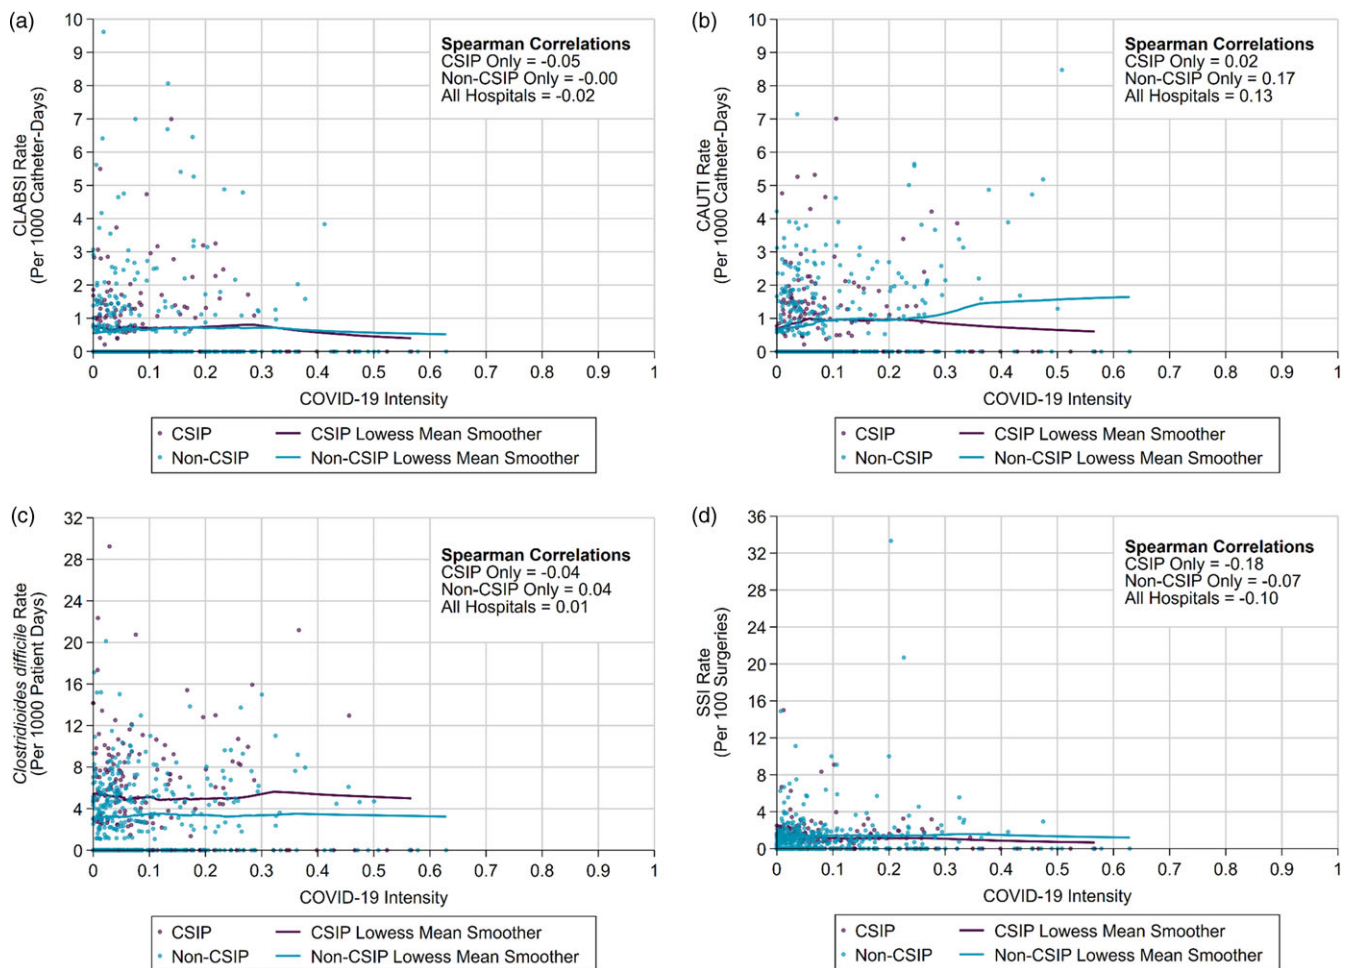 (a)
10
9
8
7
6
5
4
3
2
1
0
CLABSI Rate
(Per 1000 Catheter-Days)
Spearman Correlations
CSIP Only = -0.05
Non-CSIP Only = -0.00
All Hospitals = -0.02
0 0.1 0.2 0.3 0.4 0.5 0.6 0.7 0.8 0.9 1
COVID-19 Intensity
CSIP CSIP Lowess Mean Smoother
Non-CSIP Non-CSIP Lowess Mean Smoother
(b)
10
9
8
7
6
5
4
3
2
1
0
CAUTI Rate
(Per 1000 Catheter-Days)
Spearman Correlations
CSIP Only = 0.02
Non-CSIP Only = 0.17
All Hospitals = 0.13
0 0.1 0.2 0.3 0.4 0.5 0.6 0.7 0.8 0.9 1
COVID-19 Intensity
CSIP CSIP Lowess Mean Smoother
Non-CSIP Non-CSIP Lowess Mean Smoother
(c)
32
28
24
20
16
12
8
4
0
Clostridioides difficile Rate
(Per 1000 Patient Days)
Spearman Correlations
CSIP Only = -0.04
Non-CSIP Only = 0.04
All Hospitals = 0.01
0 0.1 0.2 0.3 0.4 0.5 0.6 0.7 0.8 0.9 1
COVID-19 Intensity
CSIP CSIP Lowess Mean Smoother
Non-CSIP Non-CSIP Lowess Mean Smoother
(d)
36
32
28
24
20
16
12
8
4
0
SSI Rate
(Per 100 Surgeries)
Spearman Correlations
CSIP Only = -0.18
Non-CSIP Only = -0.07
All Hospitals = -0.10
0 0.1 0.2 0.3 0.4 0.5 0.6 0.7 0.8 0.9 1
COVID-19 Intensity
CSIP CSIP Lowess Mean Smoother
Non-CSIP Non-CSIP Lowess Mean Smoother